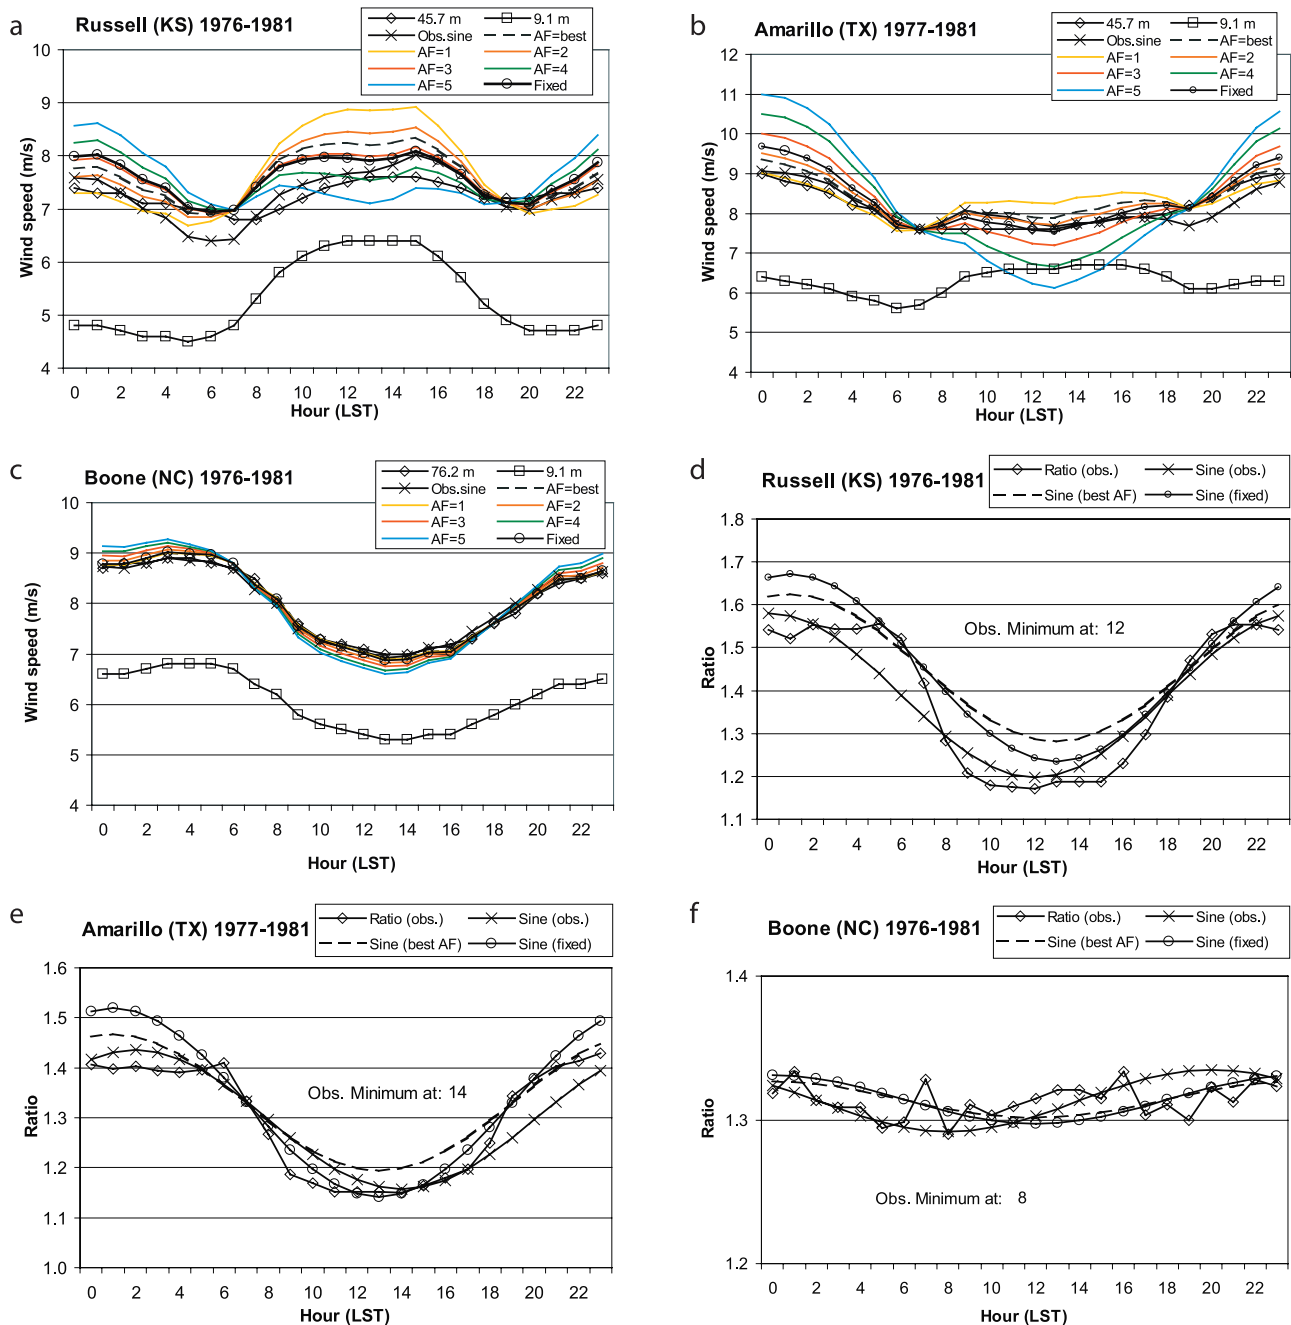 a
Russell (KS) 1976-1981
45.7 m
9.1 m
Obs.sine
AF=best
AF=1
AF=2
AF=3
AF=4
AF=5
Fixed
Wind speed (m/s)
10
9
8
7
6
5
4
0 2 4 6 8 10 12 14 16 18 20 22
Hour (LST)
b
Amarillo (TX) 1977-1981
45.7 m
9.1 m
Obs.sine
AF=best
AF=1
AF=2
AF=3
AF=4
AF=5
Fixed
Wind speed (m/s)
12
11
10
9
8
7
6
5
4
0 2 4 6 8 10 12 14 16 18 20 22
Hour (LST)
c
Boone (NC) 1976-1981
76.2 m
9.1 m
Obs.sine
AF=best
AF=1
AF=2
AF=3
AF=4
AF=5
Fixed
Wind speed (m/s)
10
9
8
7
6
5
4
0 2 4 6 8 10 12 14 16 18 20 22
Hour (LST)
d
Russell (KS) 1976-1981
Ratio (obs.)
Sine (obs.)
Sine (best AF)
Sine (fixed)
Ratio
1.8
1.7
1.6
1.5
1.4
1.3
1.2
1.1
Obs. Minimum at: 12
0 2 4 6 8 10 12 14 16 18 20 22
Hour (LST)
e
Amarillo (TX) 1977-1981
Ratio (obs.)
Sine (obs.)
Sine (best AF)
Sine (fixed)
Ratio
1.6
1.5
1.4
1.3
1.2
1.1
1.0
Obs. Minimum at: 14
0 2 4 6 8 10 12 14 16 18 20 22
Hour (LST)
f
Boone (NC) 1976-1981
Ratio (obs.)
Sine (obs.)
Sine (best AF)
Sine (fixed)
Ratio
1.4
1.3
1.2
Obs. Minimum at: 8
0 2 4 6 8 10 12 14 16 18 20 22
Hour (LST)